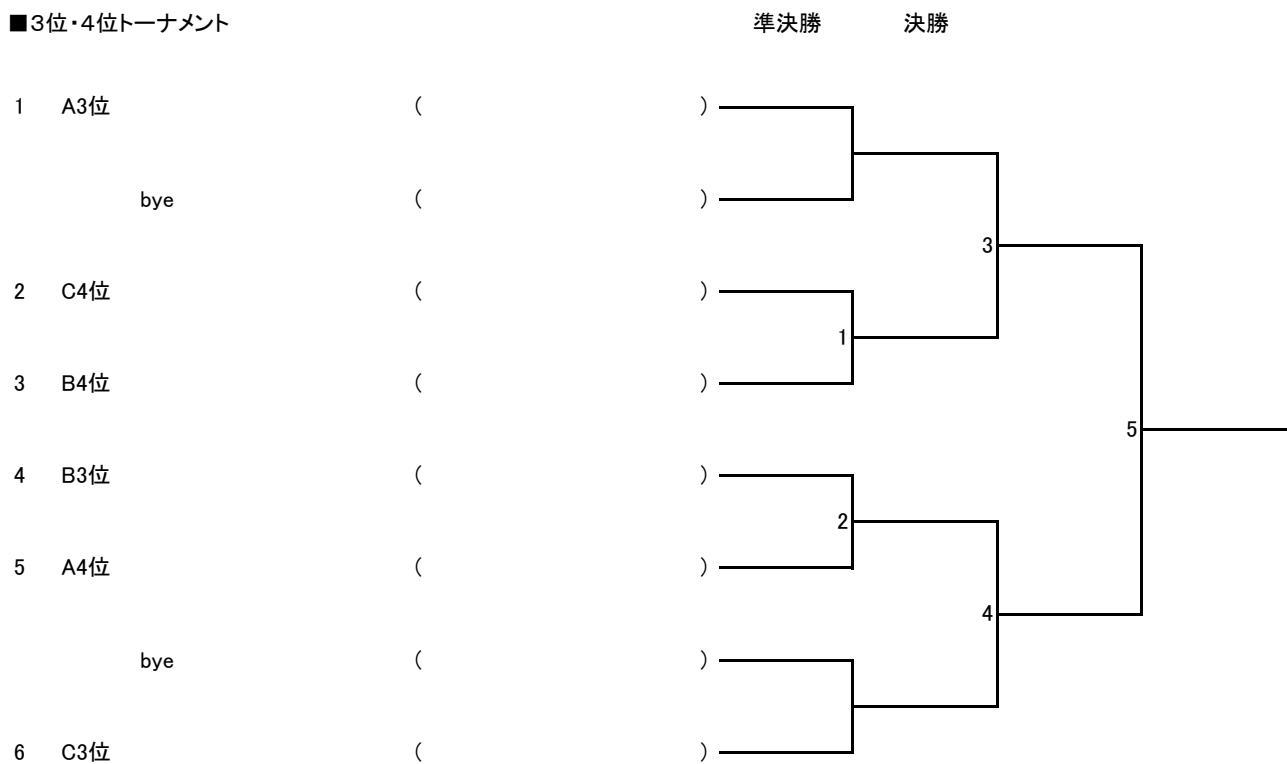 ■3位・4位トーナメント 準決勝 決勝
1 A3位 ( )
bye ( )
3
2 C4位 ( )
1
3 B4位 ( )
5
4 B3位 ( )
2
5 A4位 ( )
4
bye ( )
6 C3位 ( )